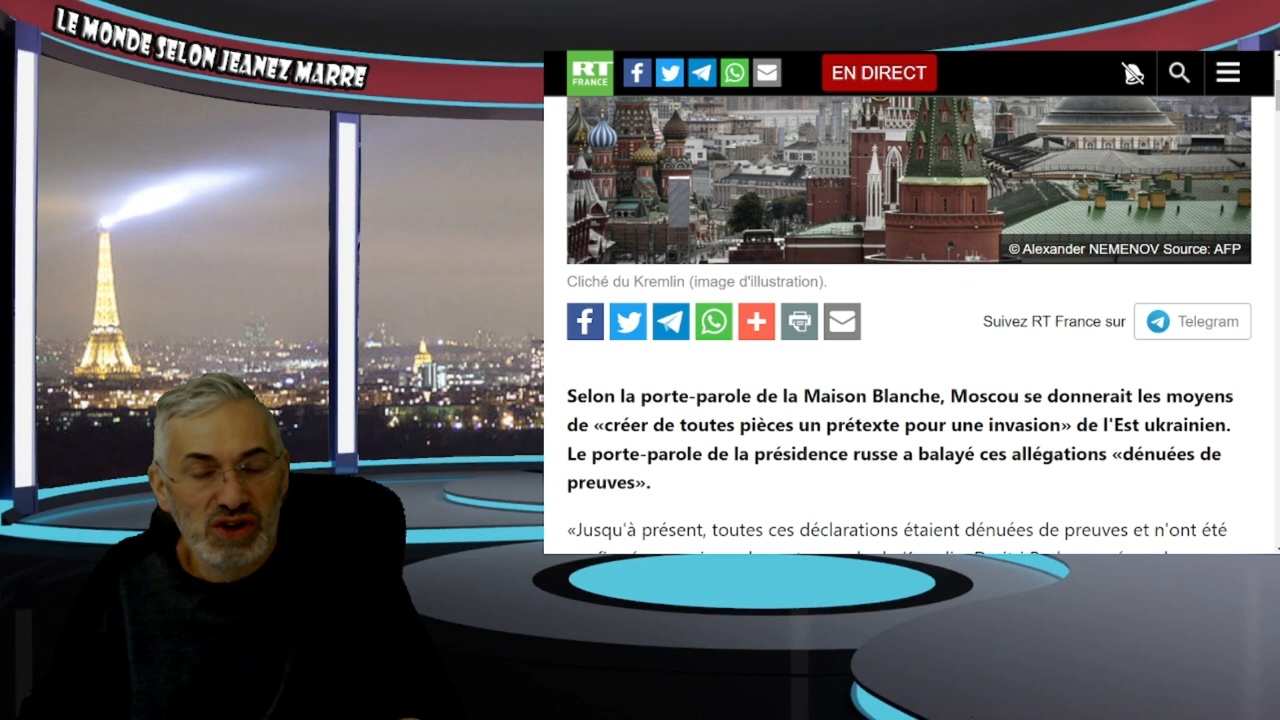 LE MONDE SELON JEANEZ MARRE
RT
FRANCE
EN DIRECT
© Alexander NEMENOV Source: AFP
Cliché du Kremlin (image d'illustration).
Suivez RT France sur
Telegram
Selon la porte-parole de la Maison Blanche, Moscou se donnerait les moyens
de «créer de toutes pièces un prétexte pour une invasion» de l'Est ukrainien.
Le porte-parole de la présidence russe a balayé ces allégations «dénuées de
preuves».
«Jusqu'à présent, toutes ces déclarations étaient dénuées de preuves et n'ont été